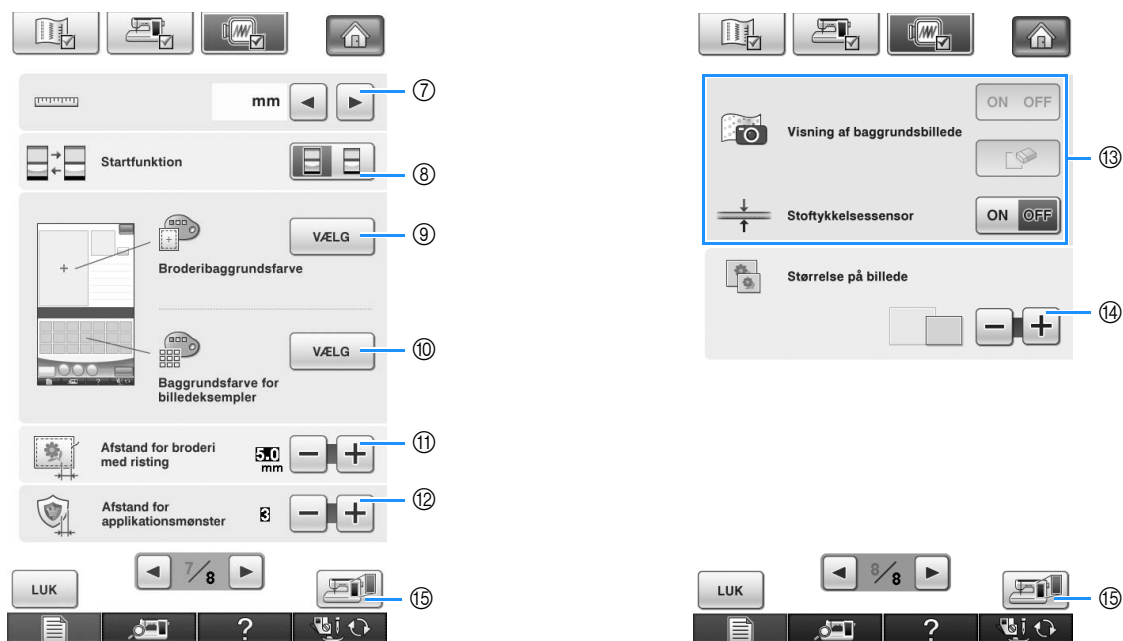 mm
⑦
Startfunktion
⑧
VÆLG
⑨
Broderibaggrundsfarve
VÆLG
⑩
Baggrundsfarve for
billedeksempler
Afstand for broderi
med risting
5.0
mm
⑪
Afstand for
applikationsmønster
3
⑫
LUK
7/8
⑮
?
ON OFF
Visning af baggrundsbillede
⑬
Stoftykkelsessensor
ON OFF
Størrelse på billede
⑭
LUK
8/8
⑮
?